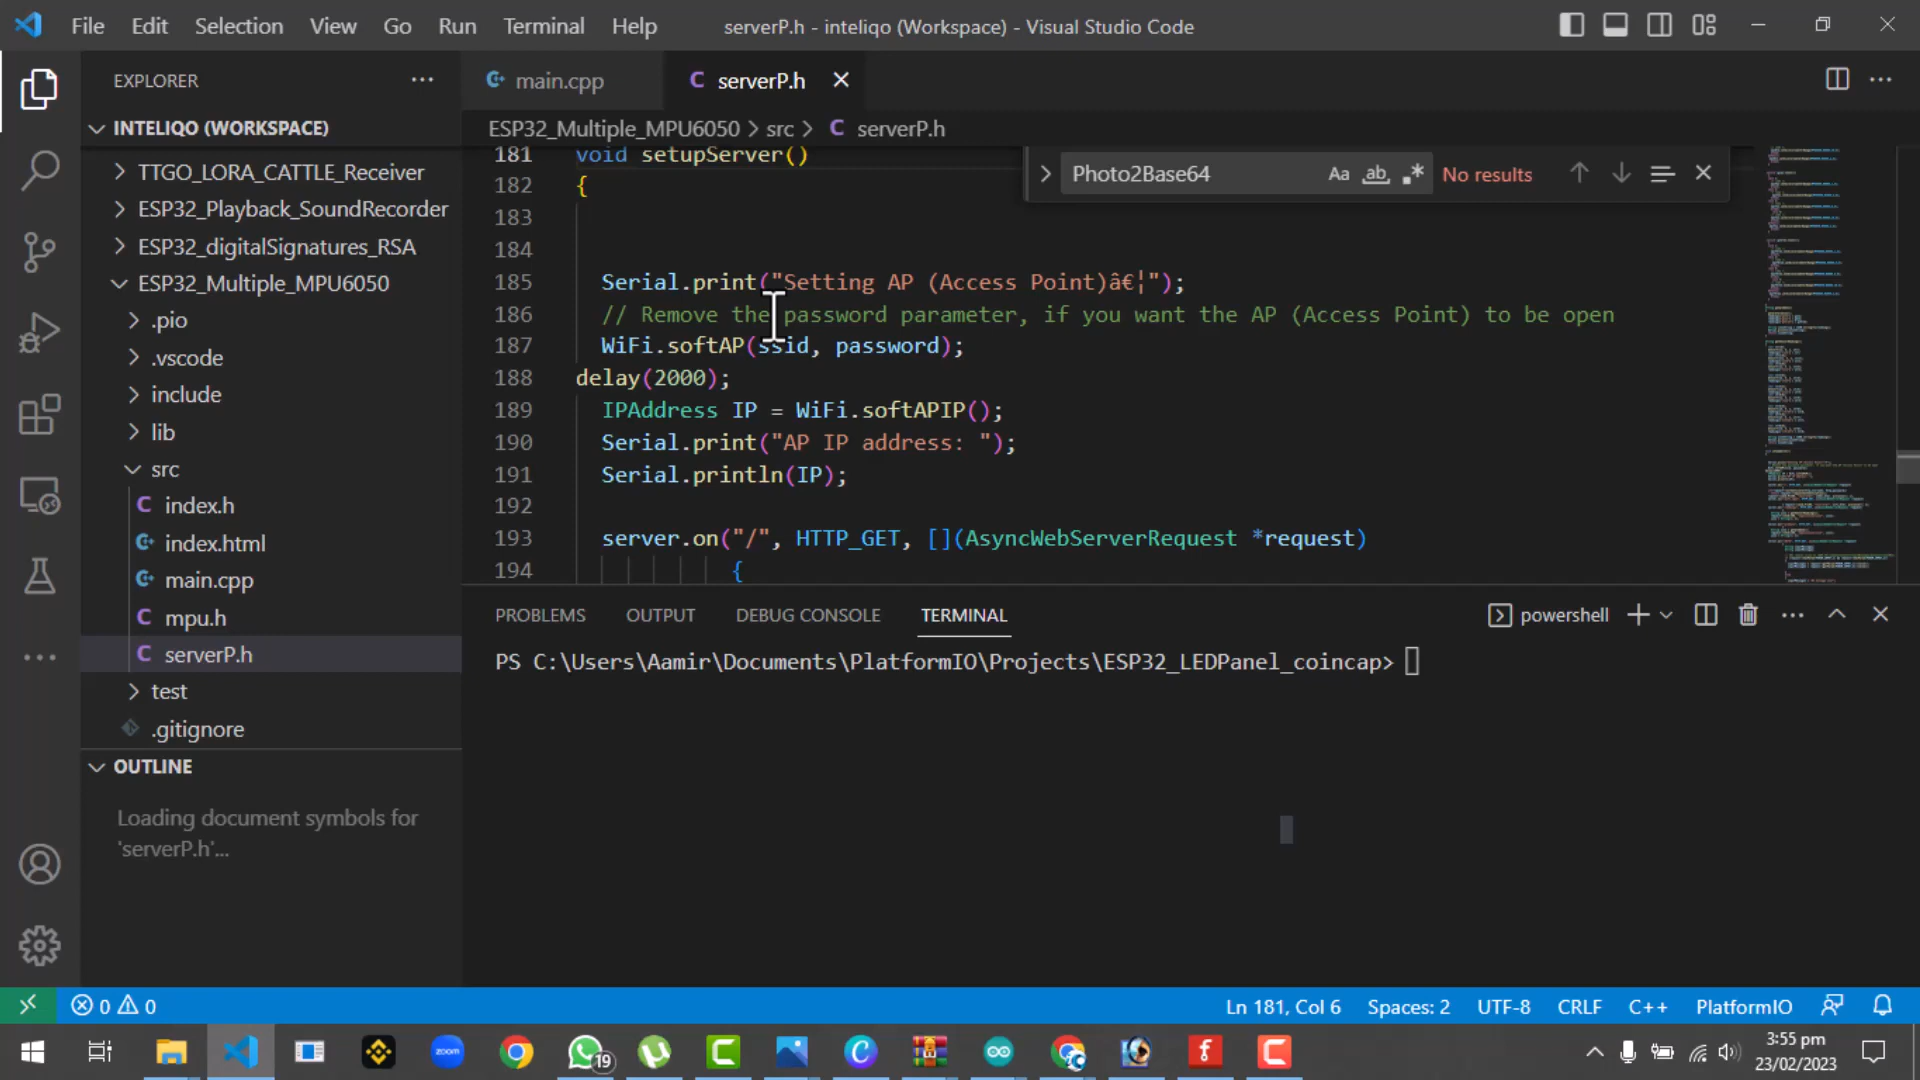 File Edit Selection View Go Run Terminal Help serverP.h - inteliqo (Workspace) - Visual Studio Code
EXPLORER
INTELIQO (WORKSPACE)
TTGO_LORA_CATTLE_Receiver
ESP32_Playback_SoundRecorder
ESP32_digitalSignatures_RSA
ESP32_Multiple_MPU6050
.pio
.vscode
include
lib
src
index.h
index.html
main.cpp
mpu.h
serverP.h
test
.gitignore
OUTLINE
Loading document symbols for
'serverP.h'...
main.cpp serverP.h
ESP32_Multiple_MPU6050 > src > C serverP.h
Photo2Base64 Aa ab No results
181 void setupServer()
182 {
183
184
185 Serial.print("Setting AP (Access Point)â€¦");
186 // Remove the password parameter, if you want the AP (Access Point) to be open
187 WiFi.softAP(ssid, password);
188 delay(2000);
189 IPAddress IP = WiFi.softAPIP();
190 Serial.print("AP IP address: ");
191 Serial.println(IP);
192
193 server.on("/", HTTP_GET, [](AsyncWebServerRequest *request)
194 {
PROBLEMS OUTPUT DEBUG CONSOLE TERMINAL powershell
PS C:\Users\Aamir\Documents\PlatformIO\Projects\ESP32_LEDPanel_coincap>
0 0 Ln 181, Col 6 Spaces: 2 UTF-8 CRLF C++ PlatformIO
zoom 19
3:55 pm
23/02/2023